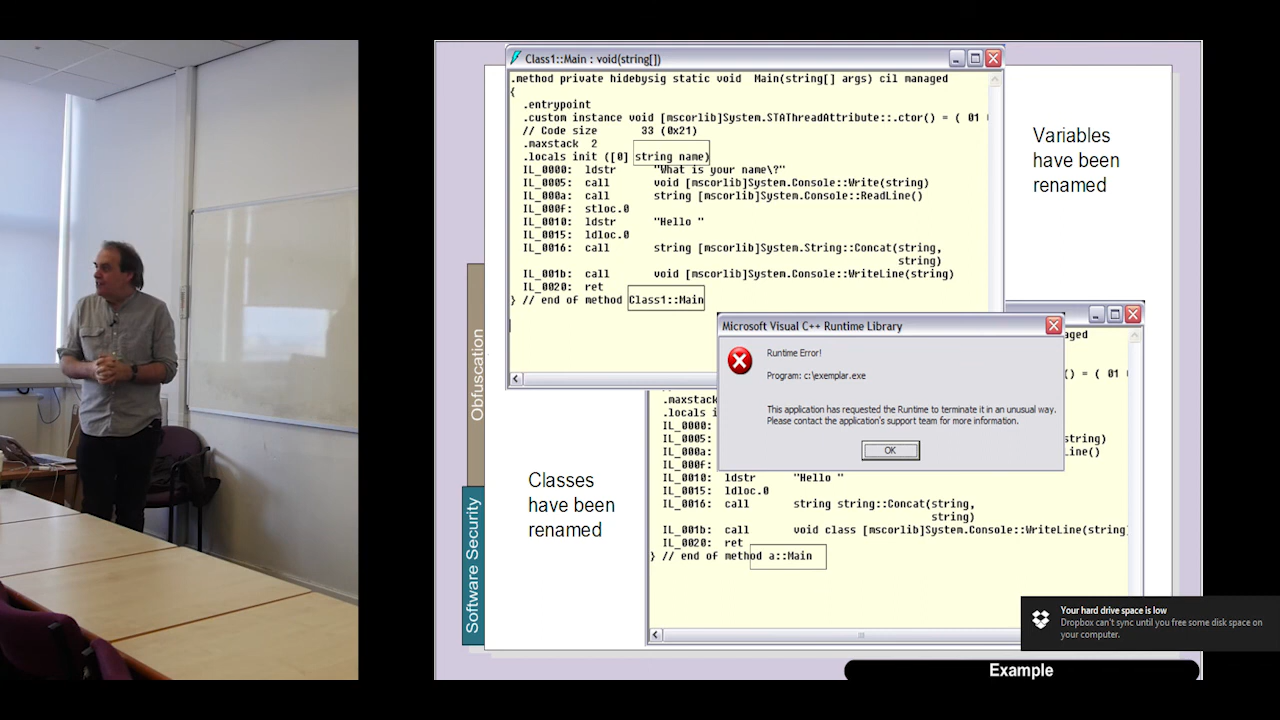 Class1::Main : void(string[])
.method private hidebysig static void  Main(string[] args) cil managed
{
.entrypoint
.custom instance void [mscorlib]System.STAThreadAttribute::.ctor() = ( 01
// Code size      33 (0x21)
.maxstack  2
.locals init ([0] string name)
IL_0000:  ldstr      "What is your name\?"
IL_0005:  call       void [mscorlib]System.Console::Write(string)
IL_000a:  call       string [mscorlib]System.Console::ReadLine()
IL_000f:  stloc.0
IL_0010:  ldstr      "Hello "
IL_0015:  ldloc.0
IL_0016:  call       string [mscorlib]System.String::Concat(string,
string)
IL_001b:  call       void [mscorlib]System.Console::WriteLine(string)
IL_0020:  ret
} // end of method Class1::Main
Variables
have been
renamed
Microsoft Visual C++ Runtime Library
Runtime Error!
Program: c:\exemplar.exe
This application has requested the Runtime to terminate it in an unusual way.
Please contact the application's support team for more information.
OK
aged
) = ( 01
.maxstack
.locals i
IL_0000:
IL_0005: tring)
IL_000a: Line()
IL_000f:
IL_0010:  ldstr      "Hello "
IL_0015:  ldloc.0
IL_0016:  call       string string::Concat(string,
string)
IL_001b:  call       void class [mscorlib]System.Console::WriteLine(string)
IL_0020:  ret
} // end of method a::Main
Classes
have been
renamed
Obfuscation
Software Security
Your hard drive space is low
Dropbox can't sync until you free some disk space on
your computer.
Example